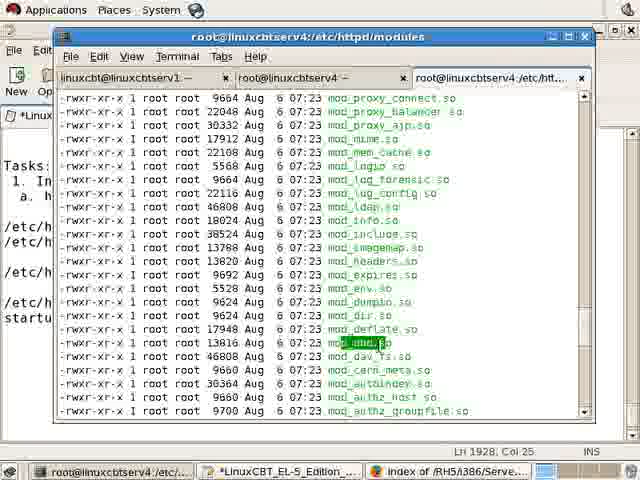 Applications Places System
root@linuxcbtserv4:/etc/httpd/modules
File Edit View Terminal Tabs Help
linuxcbt@linuxcbtserv1:~
root@linuxcbtserv4:~
root@linuxcbtserv4:/etc/htt...
-rwxr-xr-x 1 root root 9664 Aug 6 07:23 mod_proxy_connect.so
-rwxr-xr-x 1 root root 22048 Aug 6 07:23 mod_proxy_balancer.so
-rwxr-xr-x 1 root root 30332 Aug 6 07:23 mod_proxy_ajp.so
-rwxr-xr-x 1 root root 17912 Aug 6 07:23 mod_mime.so
-rwxr-xr-x 1 root root 22108 Aug 6 07:23 mod_mem_cache.so
-rwxr-xr-x 1 root root 5568 Aug 6 07:23 mod_logio.so
-rwxr-xr-x 1 root root 9664 Aug 6 07:23 mod_log_forensic.so
-rwxr-xr-x 1 root root 22116 Aug 6 07:23 mod_log_config.so
-rwxr-xr-x 1 root root 46808 Aug 6 07:23 mod_ldap.so
-rwxr-xr-x 1 root root 18024 Aug 6 07:23 mod_info.so
-rwxr-xr-x 1 root root 38524 Aug 6 07:23 mod_include.so
-rwxr-xr-x 1 root root 13788 Aug 6 07:23 mod_imagemap.so
-rwxr-xr-x 1 root root 13820 Aug 6 07:23 mod_headers.so
-rwxr-xr-x 1 root root 9692 Aug 6 07:23 mod_expires.so
-rwxr-xr-x 1 root root 5528 Aug 6 07:23 mod_env.so
-rwxr-xr-x 1 root root 9624 Aug 6 07:23 mod_dumpio.so
-rwxr-xr-x 1 root root 9624 Aug 6 07:23 mod_dir.so
-rwxr-xr-x 1 root root 17948 Aug 6 07:23 mod_deflate.so
-rwxr-xr-x 1 root root 13816 Aug 6 07:23
-rwxr-xr-x 1 root root 46808 Aug 6 07:23 mod_dav_fs.so
-rwxr-xr-x 1 root root 9660 Aug 6 07:23 mod_cern_meta.so
-rwxr-xr-x 1 root root 30364 Aug 6 07:23 mod_autoindex.so
-rwxr-xr-x 1 root root 9660 Aug 6 07:23 mod_authz_host.so
-rwxr-xr-x 1 root root 9700 Aug 6 07:23 mod_authz_groupfile.so
File Edi
New Op
*Linux
Tasks:
1. In
a. h
/etc/h
/etc/h
/etc/h
/etc/h
startu
LN 1928, Col 25 INS
root@linuxcbtserv4:/etc/...
*LinuxCBT_EL-5_Edition_...
Index of /RH5/i386/Serve...